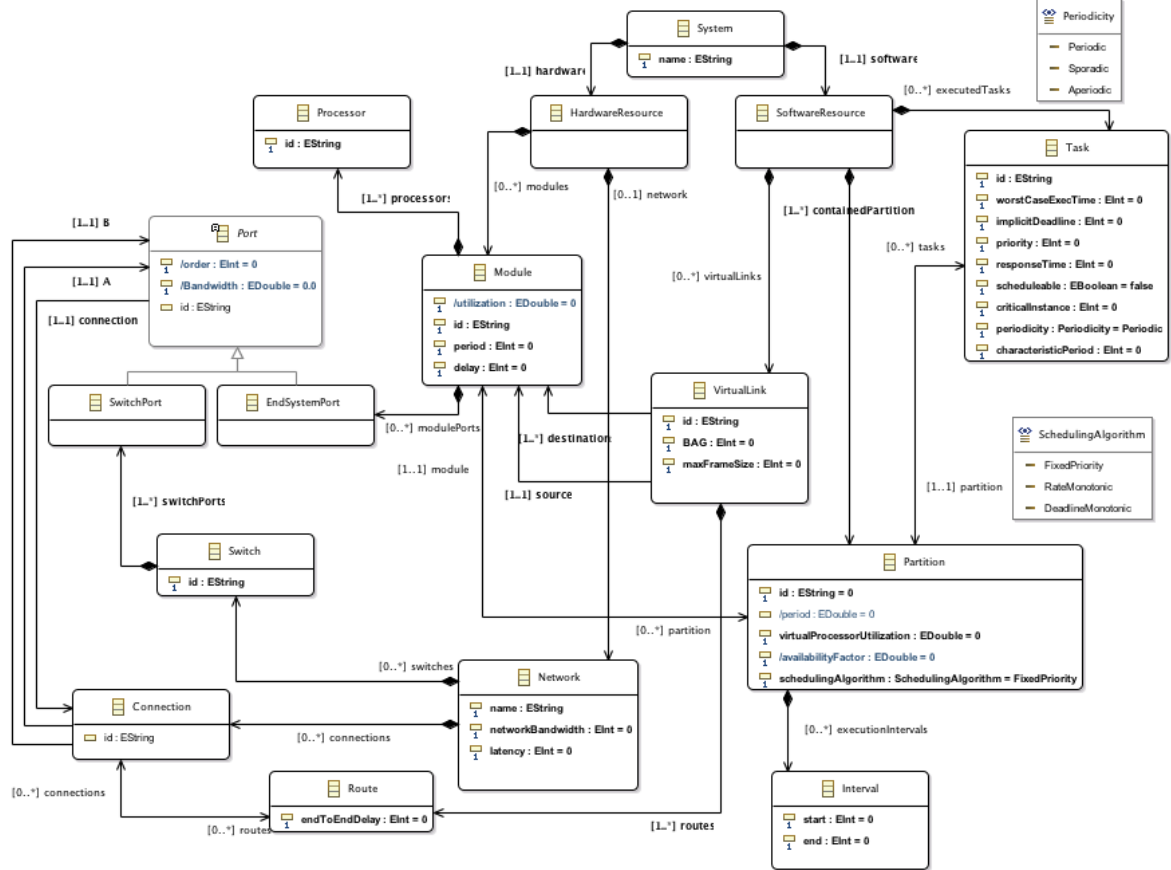 System
name : EString
Periodicity
Periodic
Sporadic
Aperiodic
[1..1] hardware
[1..1] software
[0..*] executedTasks
Processor
id : EString
HardwareResource
SoftwareResource
Task
id : EString
worstCaseExecTime : EInt = 0
implicitDeadline : EInt = 0
priority : EInt = 0
responseTime : EInt = 0
scheduleable : EBoolean = false
criticalInstance : EInt = 0
periodicity : Periodicity = Periodic
characteristicPeriod : EInt = 0
[0..*] modules
[0..1] network
[1..*] processors
[1..*] containedPartition
[0..*] tasks
[0..*] virtualLinks
[1..1] B
[1..1] A
[1..1] connection
Port
/order : EInt = 0
/Bandwidth : EDouble = 0.0
id : EString
Module
/utilization : EDouble = 0
id : EString
period : EInt = 0
delay : EInt = 0
SwitchPort
EndSystemPort
[0..*] modulePorts
[1..1] module
[1..*] destination
[1..1] source
VirtualLink
id : EString
BAG : EInt = 0
maxFrameSize : EInt = 0
SchedulingAlgorithm
FixedPriority
RateMonotonic
DeadlineMonotonic
[1..1] partition
[1..*] switchPorts
Switch
id : EString
Partition
id : EString = 0
/period : EDouble = 0
virtualProcessorUtilization : EDouble = 0
/availabilityFactor : EDouble = 0
schedulingAlgorithm : SchedulingAlgorithm = FixedPriority
[0..*] partition
[0..*] switches
Network
name : EString
networkBandwidth : EInt = 0
latency : EInt = 0
Connection
id : EString
[0..*] connections
[0..*] executionIntervals
Route
endToEndDelay : EInt = 0
[0..*] connections
[0..*] routes
[1..*] routes
Interval
start : EInt = 0
end : EInt = 0